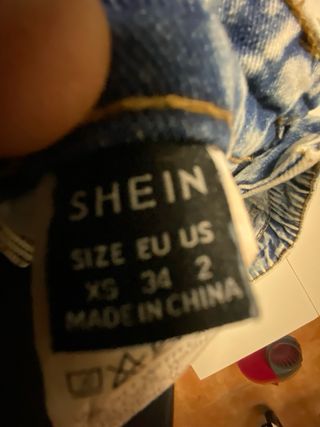 SHEIN
SIZE EU US
XS 34 2
MADE IN CHINA